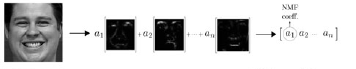 NMF
coeff.
a₁ + a₂ + ··· + aₙ
[ a₁ a₂ ··· aₙ ]